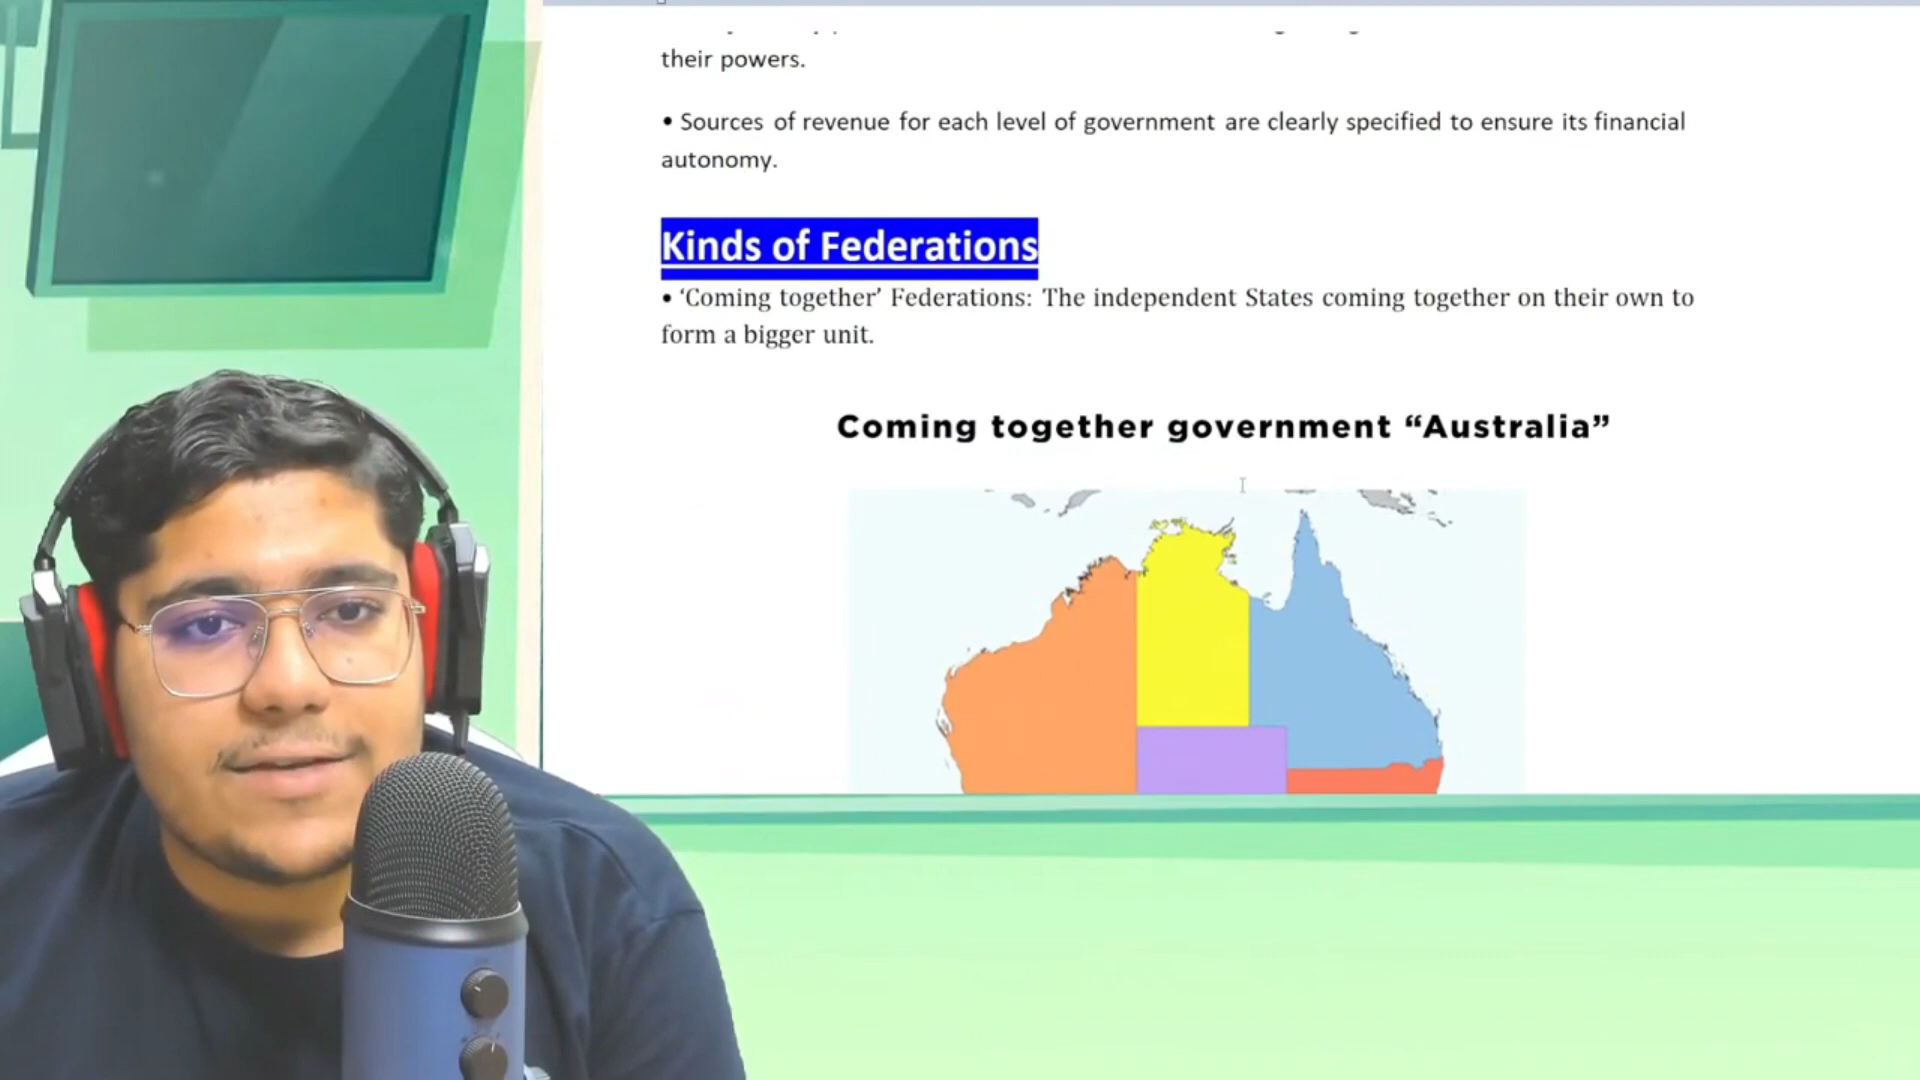 their powers.
• Sources of revenue for each level of government are clearly specified to ensure its financial
autonomy.
Kinds of Federations
• ‘Coming together’ Federations: The independent States coming together on their own to
form a bigger unit.
Coming together government “Australia”